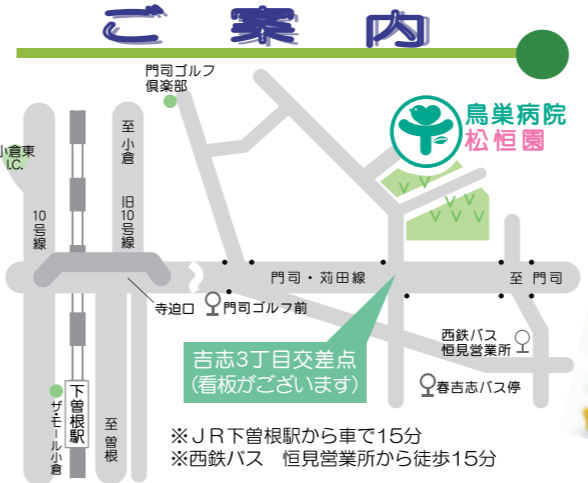 ご案内
門司ゴルフ
倶楽部
鳥巣病院
松恒園
小倉東
I.C.
至小倉
10号線
旧10号線
門司・苅田線
至 門司
寺迫口
門司ゴルフ前
吉志3丁目交差点
(看板がございます)
西鉄バス
恒見営業所
春吉志バス停
下曽根駅
ザ・モール小倉
至曽根
※JR下曽根駅から車で15分
※西鉄バス 恒見営業所から徒歩15分